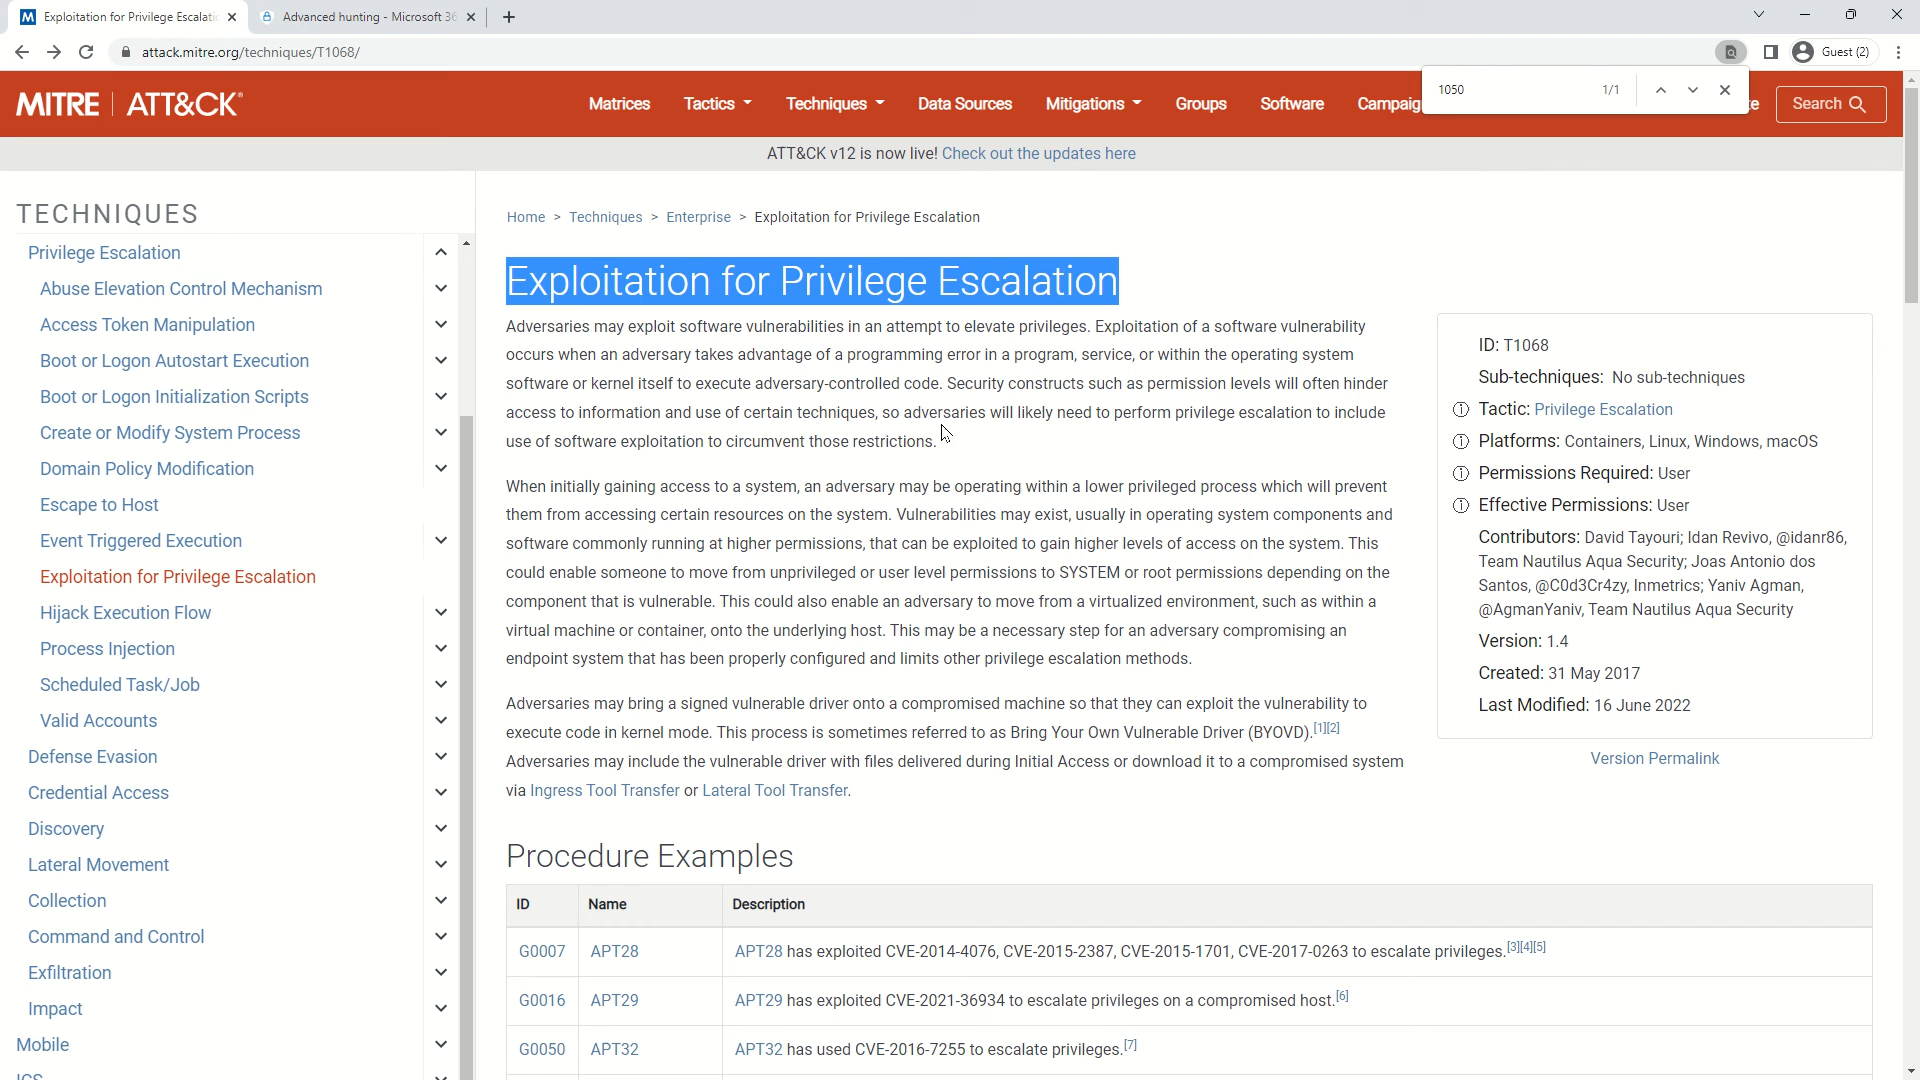 Exploitation for Privilege Escalatio
Advanced hunting - Microsoft 36
attack.mitre.org/techniques/T1068/
Guest (2)
1050
1/1
MITRE | ATT&CK®
Matrices
Tactics
Techniques
Data Sources
Mitigations
Groups
Software
Campaig
Search
ATT&CK v12 is now live! Check out the updates here
TECHNIQUES
Privilege Escalation
Abuse Elevation Control Mechanism
Access Token Manipulation
Boot or Logon Autostart Execution
Boot or Logon Initialization Scripts
Create or Modify System Process
Domain Policy Modification
Escape to Host
Event Triggered Execution
Exploitation for Privilege Escalation
Hijack Execution Flow
Process Injection
Scheduled Task/Job
Valid Accounts
Defense Evasion
Credential Access
Discovery
Lateral Movement
Collection
Command and Control
Exfiltration
Impact
Mobile
Home > Techniques > Enterprise > Exploitation for Privilege Escalation
Exploitation for Privilege Escalation
Adversaries may exploit software vulnerabilities in an attempt to elevate privileges. Exploitation of a software vulnerability
occurs when an adversary takes advantage of a programming error in a program, service, or within the operating system
software or kernel itself to execute adversary-controlled code. Security constructs such as permission levels will often hinder
access to information and use of certain techniques, so adversaries will likely need to perform privilege escalation to include
use of software exploitation to circumvent those restrictions.
When initially gaining access to a system, an adversary may be operating within a lower privileged process which will prevent
them from accessing certain resources on the system. Vulnerabilities may exist, usually in operating system components and
software commonly running at higher permissions, that can be exploited to gain higher levels of access on the system. This
could enable someone to move from unprivileged or user level permissions to SYSTEM or root permissions depending on the
component that is vulnerable. This could also enable an adversary to move from a virtualized environment, such as within a
virtual machine or container, onto the underlying host. This may be a necessary step for an adversary compromising an
endpoint system that has been properly configured and limits other privilege escalation methods.
Adversaries may bring a signed vulnerable driver onto a compromised machine so that they can exploit the vulnerability to
execute code in kernel mode. This process is sometimes referred to as Bring Your Own Vulnerable Driver (BYOVD).[1][2]
Adversaries may include the vulnerable driver with files delivered during Initial Access or download it to a compromised system
via Ingress Tool Transfer or Lateral Tool Transfer.
ID: T1068
Sub-techniques: No sub-techniques
Tactic: Privilege Escalation
Platforms: Containers, Linux, Windows, macOS
Permissions Required: User
Effective Permissions: User
Contributors: David Tayouri; Idan Revivo, @idanr86,
Team Nautilus Aqua Security; Joas Antonio dos
Santos, @C0d3Cr4zy, Inmetrics; Yaniv Agman,
@AgmanYaniv, Team Nautilus Aqua Security
Version: 1.4
Created: 31 May 2017
Last Modified: 16 June 2022
Version Permalink
Procedure Examples
ID Name Description
G0007 APT28 APT28 has exploited CVE-2014-4076, CVE-2015-2387, CVE-2015-1701, CVE-2017-0263 to escalate privileges.[3][4][5]
G0016 APT29 APT29 has exploited CVE-2021-36934 to escalate privileges on a compromised host.[6]
G0050 APT32 APT32 has used CVE-2016-7255 to escalate privileges.[7]